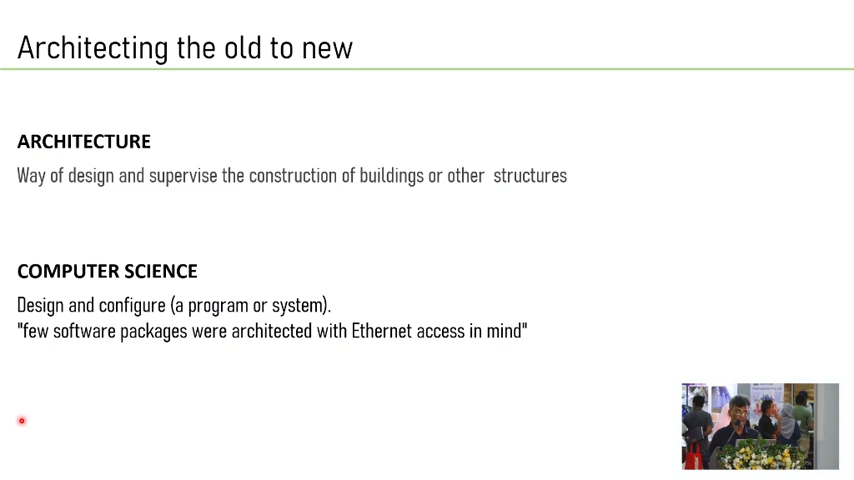 Architecting the old to new
ARCHITECTURE
Way of design and supervise the construction of buildings or other structures
COMPUTER SCIENCE
Design and configure (a program or system).
"few software packages were architected with Ethernet access in mind"